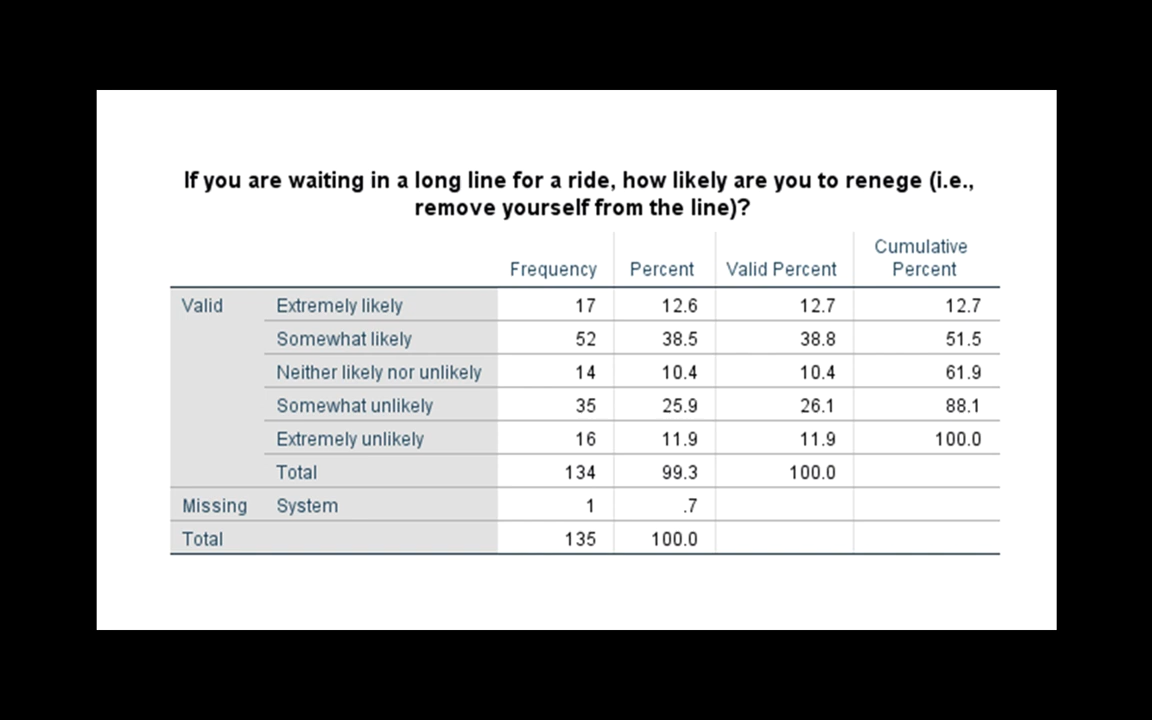 If you are waiting in a long line for a ride, how likely are you to renege (i.e.,
remove yourself from the line)?
Frequency Percent Valid Percent Cumulative Percent
Valid Extremely likely 17 12.6 12.7 12.7
Somewhat likely 52 38.5 38.8 51.5
Neither likely nor unlikely 14 10.4 10.4 61.9
Somewhat unlikely 35 25.9 26.1 88.1
Extremely unlikely 16 11.9 11.9 100.0
Total 134 99.3 100.0
Missing System 1 .7
Total 135 100.0